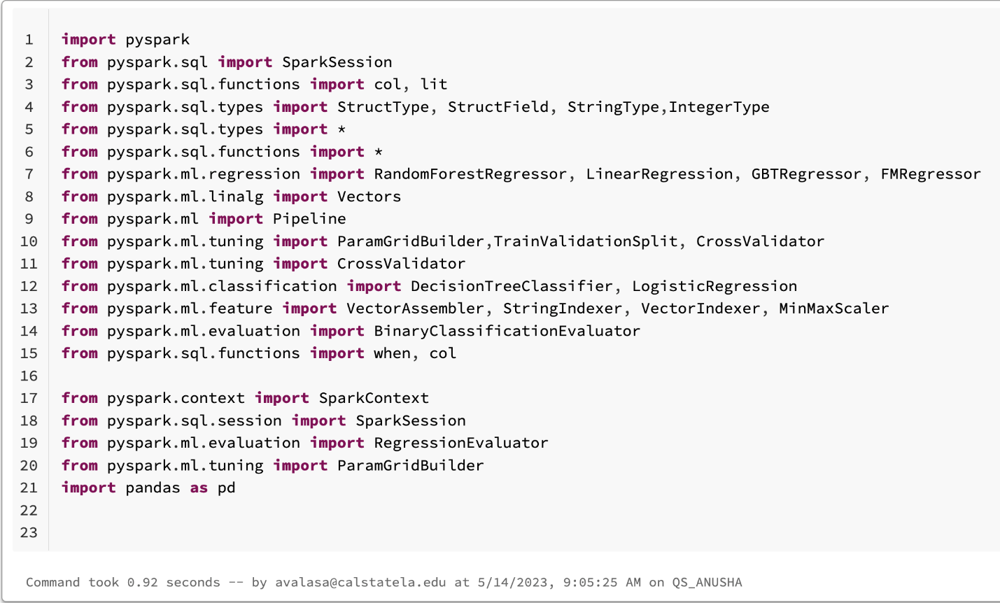 1 import pyspark
2 from pyspark.sql import SparkSession
3 from pyspark.sql.functions import col, lit
4 from pyspark.sql.types import StructType, StructField, StringType,IntegerType
5 from pyspark.sql.types import *
6 from pyspark.sql.functions import *
7 from pyspark.ml.regression import RandomForestRegressor, LinearRegression, GBTRegressor, FMRegressor
8 from pyspark.ml.linalg import Vectors
9 from pyspark.ml import Pipeline
10 from pyspark.ml.tuning import ParamGridBuilder,TrainValidationSplit, CrossValidator
11 from pyspark.ml.tuning import CrossValidator
12 from pyspark.ml.classification import DecisionTreeClassifier, LogisticRegression
13 from pyspark.ml.feature import VectorAssembler, StringIndexer, VectorIndexer, MinMaxScaler
14 from pyspark.ml.evaluation import BinaryClassificationEvaluator
15 from pyspark.sql.functions import when, col
16
17 from pyspark.context import SparkContext
18 from pyspark.sql.session import SparkSession
19 from pyspark.ml.evaluation import RegressionEvaluator
20 from pyspark.ml.tuning import ParamGridBuilder
21 import pandas as pd
22
23
Command took 0.92 seconds -- by avalasa@calstatela.edu at 5/14/2023, 9:05:25 AM on QS_ANUSHA